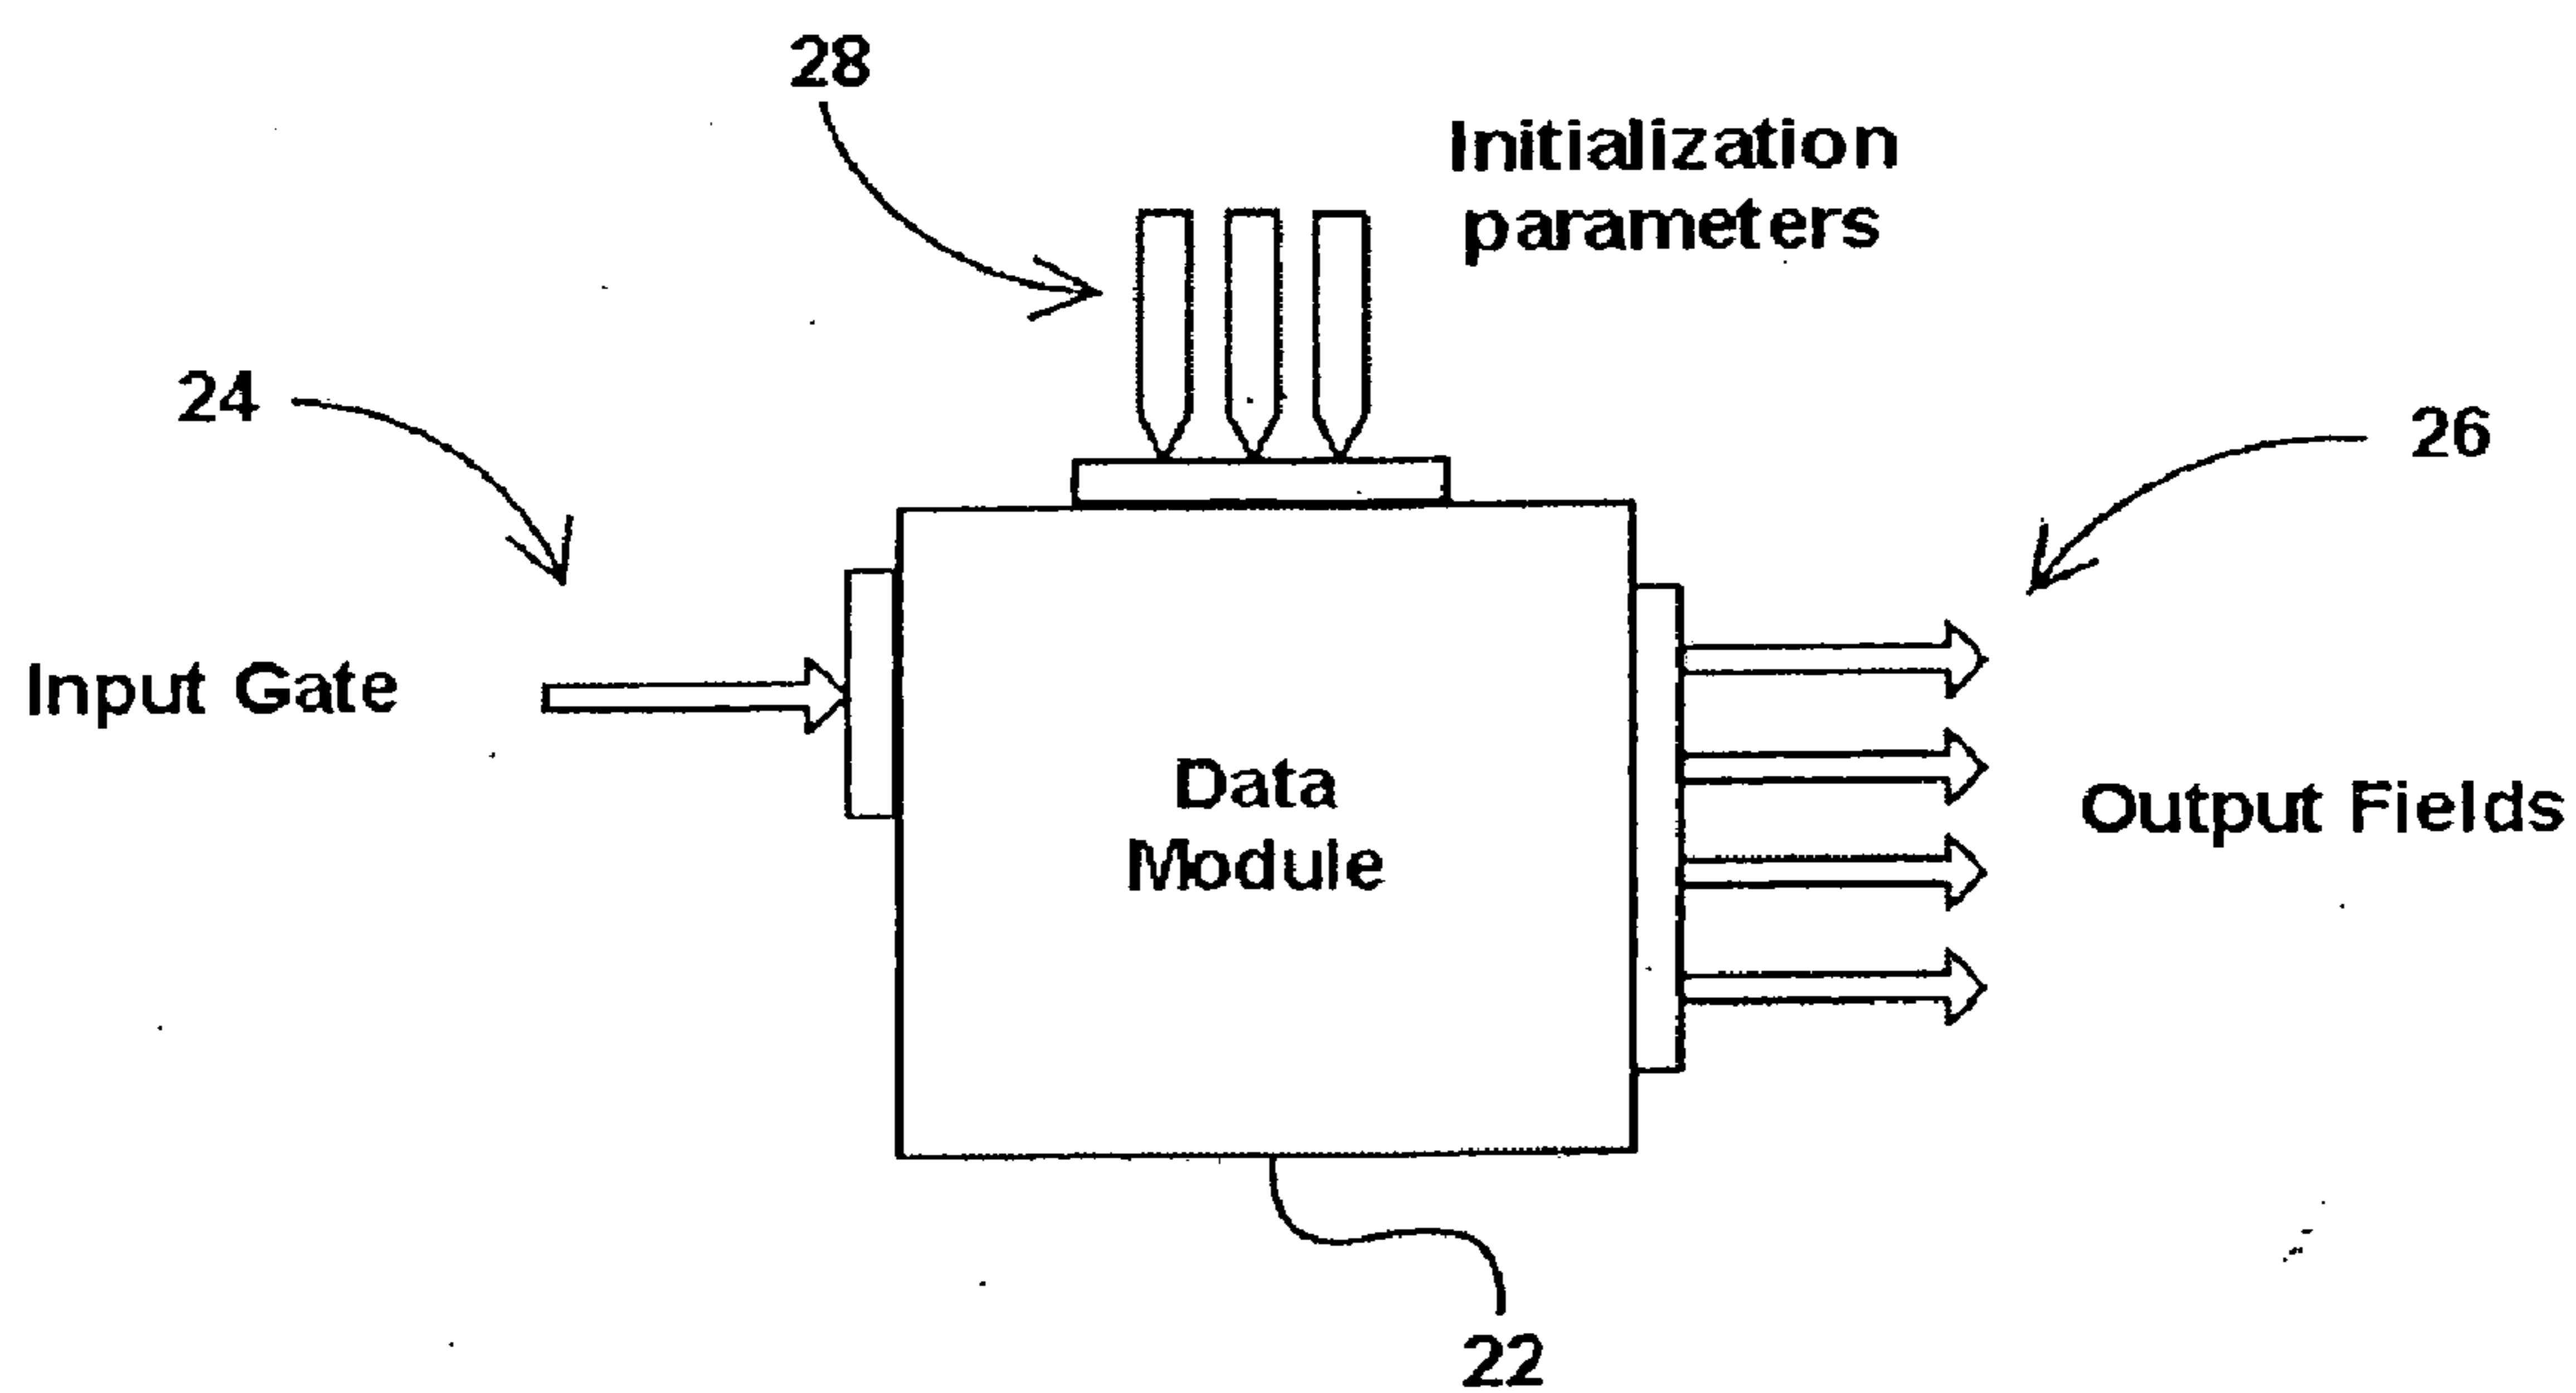 28
Initialization
parameters
24
26
Input Gate
Data
Module
Output Fields
22